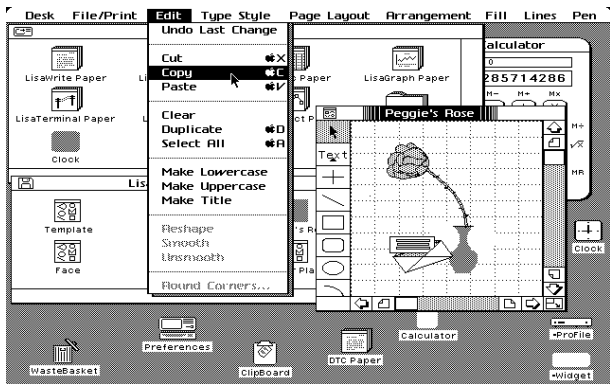 Desk File/Print Edit Type Style Page Layout Arrangement Fill Lines Pen
Undo Last Change
Cut X
Copy C
Paste V
Clear
Duplicate D
Select All A
Make Lowercase
Make Uppercase
Make Title
Reshape
Smooth
Unsmooth
Round Corners...
LisaWrite Paper
Paper
LisaGraph Paper
LisaTerminal Paper
Clock
Calculator
0
285714286
M- M+ Mx
M÷
√x
MR
Peggie's Rose
Text
Lis
Template
Face
Clock
Preferences
WasteBasket
ClipBoard
DTC Paper
Calculator
-ProFile
-Widget